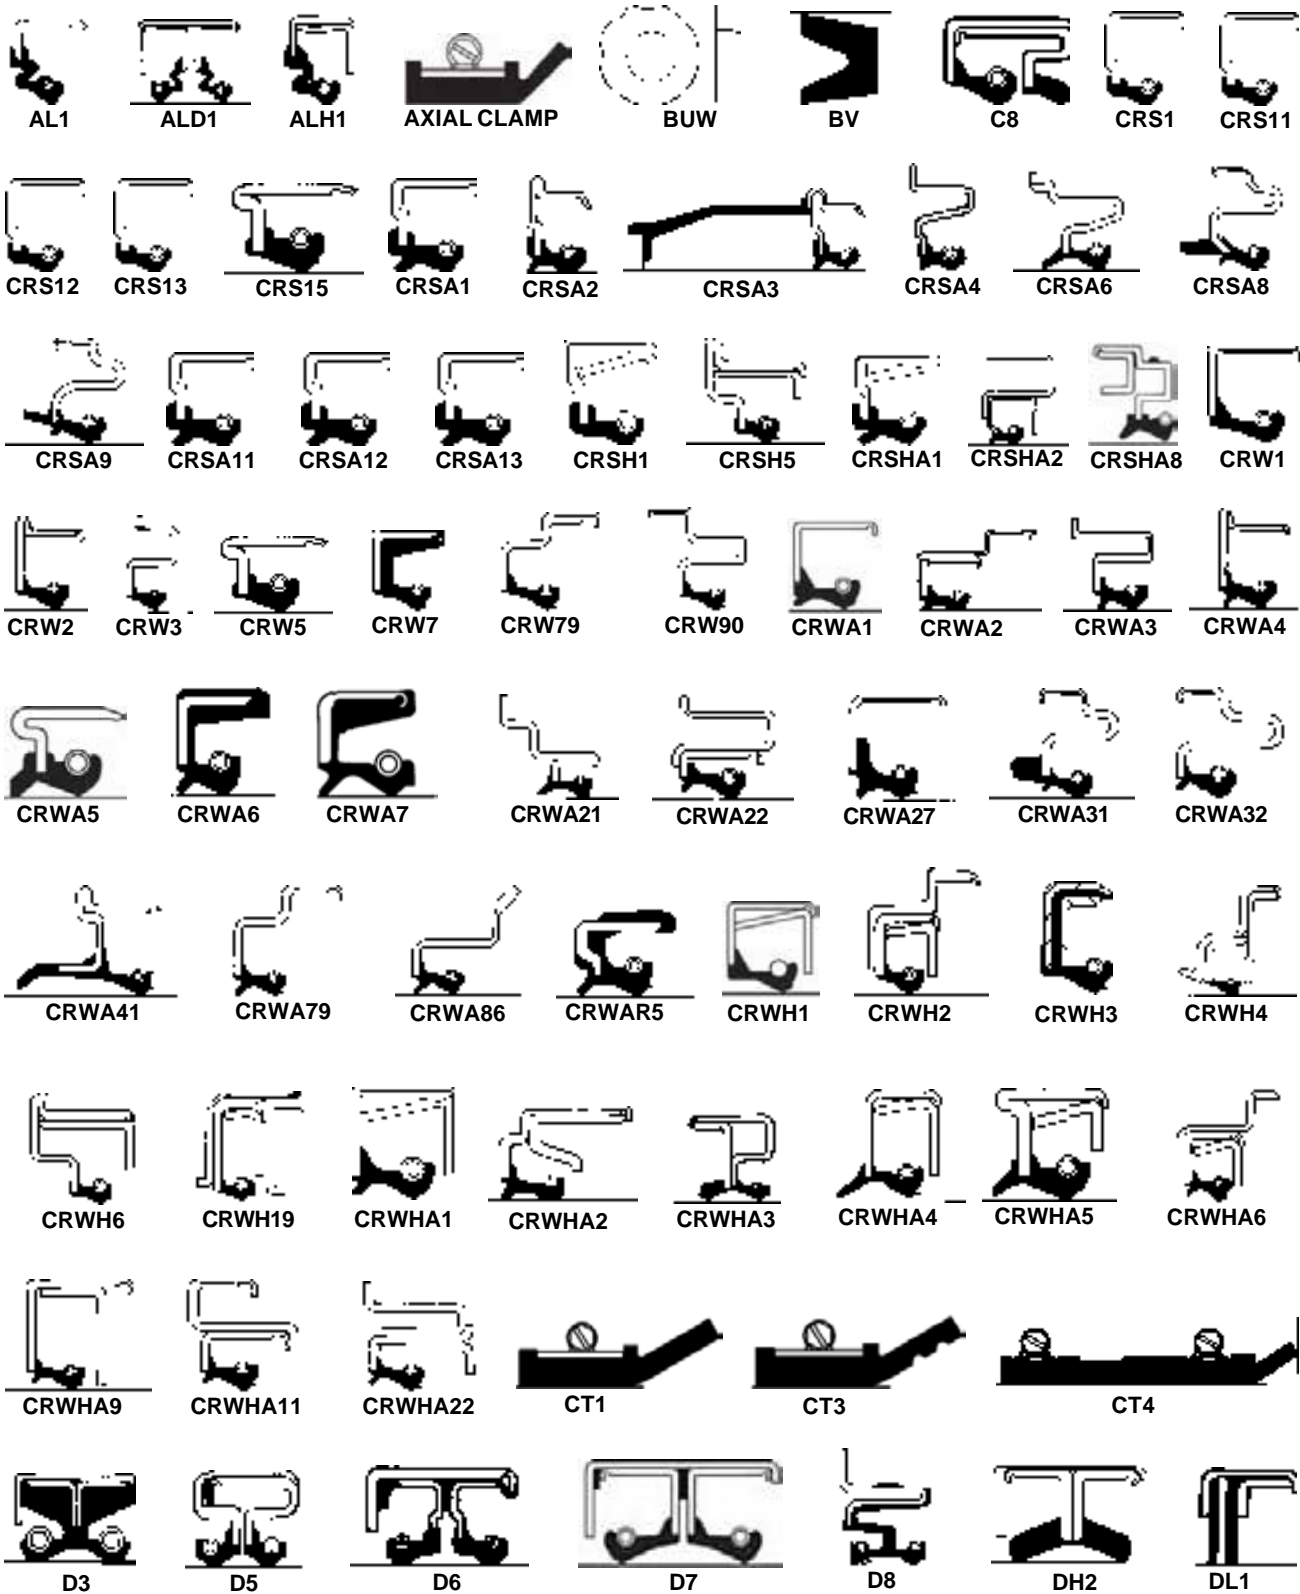 AL1 ALD1 ALH1 AXIAL CLAMP BUW BV C8 CRS1 CRS11
CRS12 CRS13 CRS15 CRSA1 CRSA2 CRSA3 CRSA4 CRSA6 CRSA8
CRSA9 CRSA11 CRSA12 CRSA13 CRSH1 CRSH5 CRSHA1 CRSHA2 CRSHA8 CRW1
CRW2 CRW3 CRW5 CRW7 CRW79 CRW90 CRWA1 CRWA2 CRWA3 CRWA4
CRWA5 CRWA6 CRWA7 CRWA21 CRWA22 CRWA27 CRWA31 CRWA32
CRWA41 CRWA79 CRWA86 CRWAR5 CRWH1 CRWH2 CRWH3 CRWH4
CRWH6 CRWH19 CRWHA1 CRWHA2 CRWHA3 CRWHA4 CRWHA5 CRWHA6
CRWHA9 CRWHA11 CRWHA22 CT1 CT3 CT4
D3 D5 D6 D7 D8 DH2 DL1